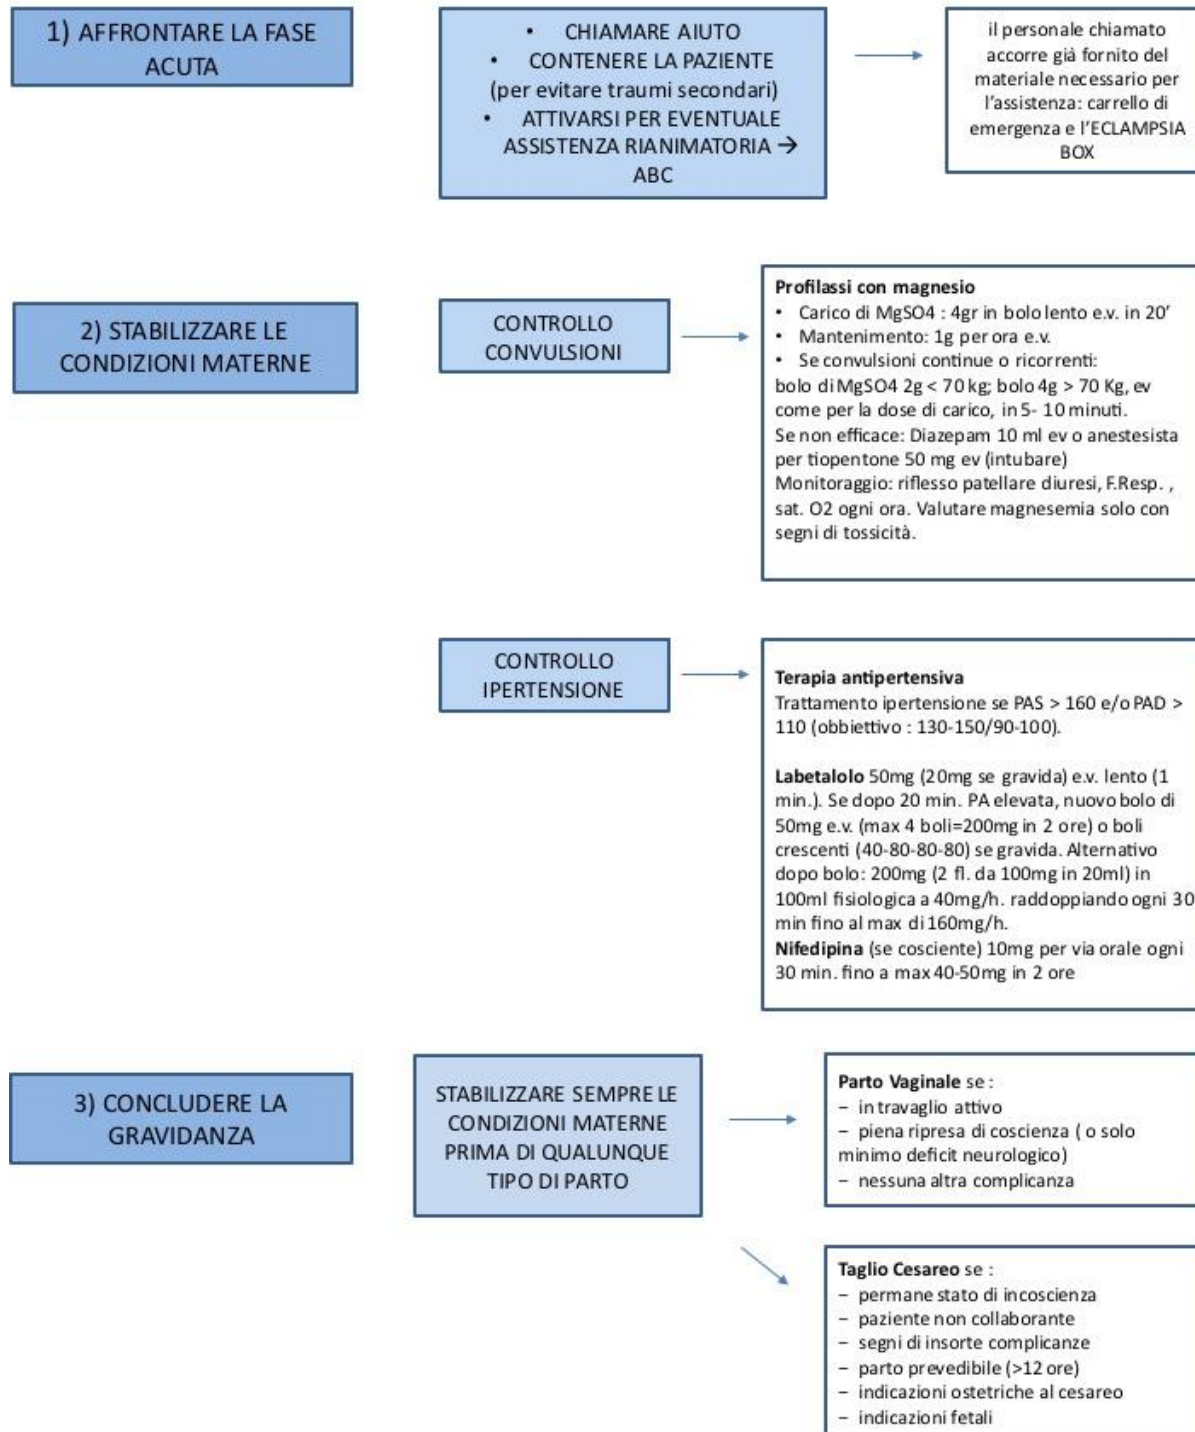 1) AFFRONTARE LA FASE
ACUTA
• CHIAMARE AIUTO
• CONTENERE LA PAZIENTE
(per evitare traumi secondari)
• ATTIVARSI PER EVENTUALE
ASSISTENZA RIANIMATORIA →
ABC
il personale chiamato
accorre già fornito del
materiale necessario per
l'assistenza: carrello di
emergenza e l'ECLAMPSIA
BOX
2) STABILIZZARE LE
CONDIZIONI MATERNE
CONTROLLO
CONVULSIONI
Profilassi con magnesio
• Carico di MgSO4 : 4gr in bolo lento e.v. in 20'
• Mantenimento: 1g per ora e.v.
• Se convulsioni continue o ricorrenti:
bolo di MgSO4 2g < 70 kg; bolo 4g > 70 Kg, ev
come per la dose di carico, in 5- 10 minuti.
Se non efficace: Diazepam 10 ml ev o anestesista
per tiopentone 50 mg ev (intubare)
Monitoraggio: riflesso patellare diuresi, F.Resp. ,
sat. O2 ogni ora. Valutare magnesemia solo con
segni di tossicità.
CONTROLLO
IPERTENSIONE
Terapia antipertensiva
Trattamento ipertensione se PAS > 160 e/o PAD >
110 (obbiettivo : 130-150/90-100).
Labetalolo 50mg (20mg se gravida) e.v. lento (1
min.). Se dopo 20 min. PA elevata, nuovo bolo di
50mg e.v. (max 4 boli=200mg in 2 ore) o boli
crescenti (40-80-80-80) se gravida. Alternativo
dopo bolo: 200mg (2 fl. da 100mg in 20ml) in
100ml fisiologica a 40mg/h. raddoppiando ogni 30
min fino al max di 160mg/h.
Nifedipina (se cosciente) 10mg per via orale ogni
30 min. fino a max 40-50mg in 2 ore
3) CONCLUDERE LA
GRAVIDANZA
STABILIZZARE SEMPRE LE
CONDIZIONI MATERNE
PRIMA DI QUALUNQUE
TIPO DI PARTO
Parto Vaginale se :
– in travaglio attivo
– piena ripresa di coscienza ( o solo
minimo deficit neurologico)
– nessuna altra complicanza
Taglio Cesareo se :
– permane stato di incoscienza
– paziente non collaborante
– segni di insorte complicanze
– parto prevedibile (>12 ore)
– indicazioni ostetriche al cesareo
– indicazioni fetali